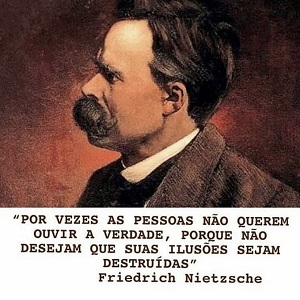 “POR VEZES AS PESSOAS NÃO QUEREM
OUVIR A VERDADE, PORQUE NÃO
DESEJAM QUE SUAS ILUSÕES SEJAM
DESTRUÍDAS”
Friedrich Nietzsche